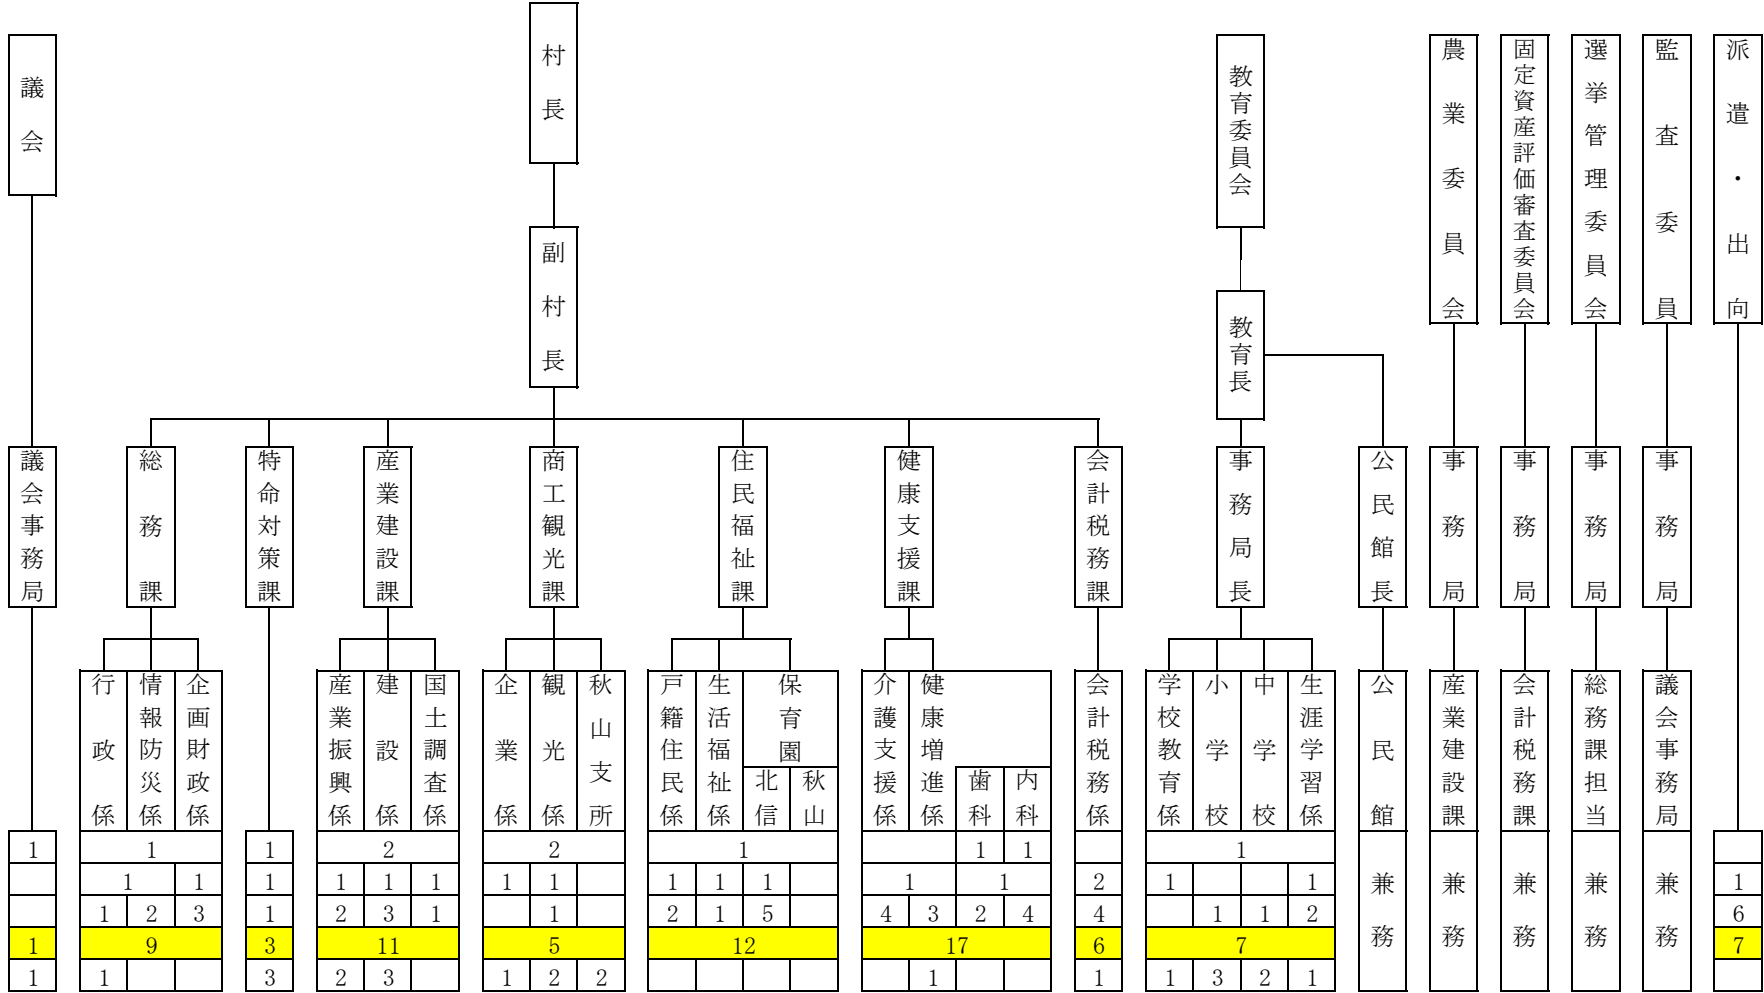 村長
議会
教育委員会
農業委員会
固定資産評価審査委員会
選挙管理委員会
監査委員
派遣・出向
副村長
教育長
議会事務局
総務課
特命対策課
産業建設課
商工観光課
住民福祉課
健康支援課
会計税務課
事務局長
公民館長
事務局
事務局
事務局
事務局
行政係
情報防災係
企画財政係
産業振興係
建設係
国土調査係
企業係
観光係
秋山支所
戸籍住民係
生活福祉係
保育園
北信
秋山
介護支援係
健康増進係
歯科
内科
会計税務係
学校教育係
小学校
中学校
生涯学習係
公民館
産業建設課
会計税務課
総務課担当
議会事務局
1 1 1 2 2 1 1 1 1
1 1 1 1 1 1 1 1 1 1 1 1 1 2 1 1 兼務 兼務 兼務 兼務 兼務 1
1 2 3 1 2 3 1 1 2 1 5 4 3 2 4 4 1 1 2 6
1 9 3 11 5 12 17 6 7 7
1 1 3 2 3 1 2 2 1 1 1 3 2 1